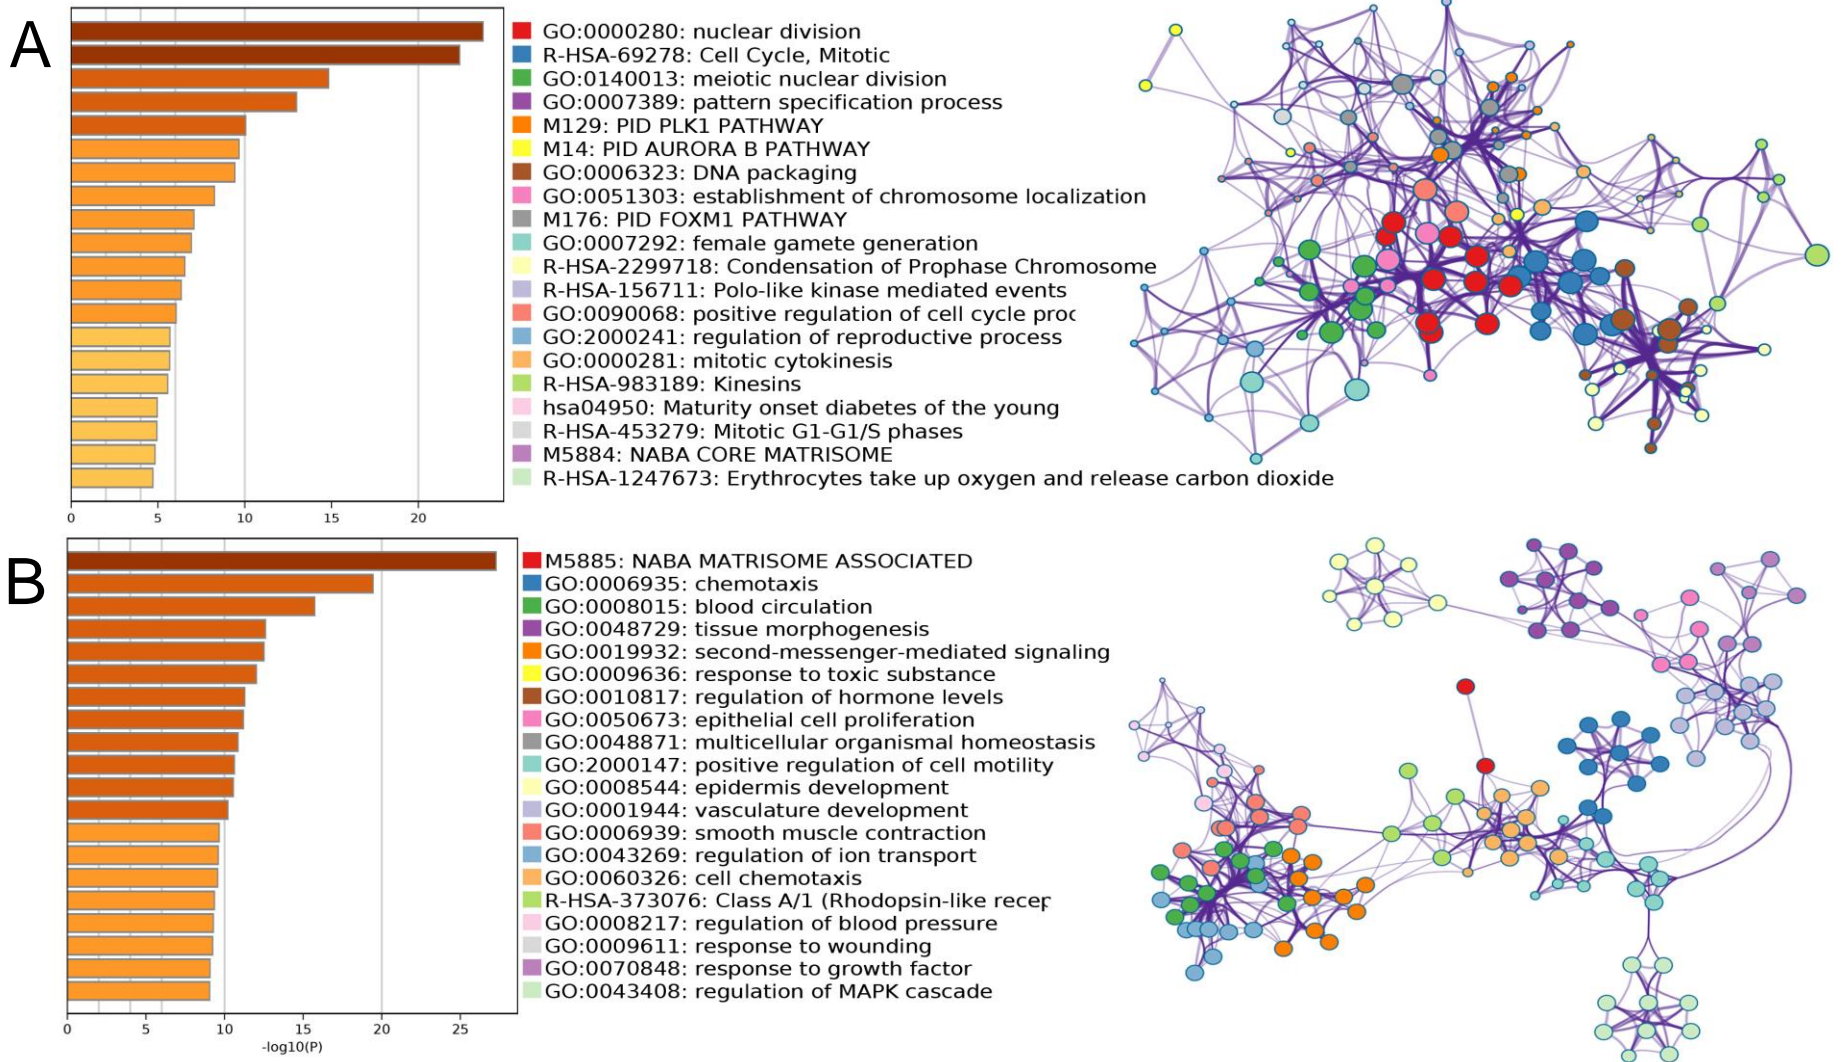 A
GO:0000280: nuclear division
R-HSA-69278: Cell Cycle, Mitotic
GO:0140013: meiotic nuclear division
GO:0007389: pattern specification process
M129: PID PLK1 PATHWAY
M14: PID AURORA B PATHWAY
GO:0006323: DNA packaging
GO:0051303: establishment of chromosome localization
M176: PID FOXM1 PATHWAY
GO:0007292: female gamete generation
R-HSA-2299718: Condensation of Prophase Chromosome
R-HSA-156711: Polo-like kinase mediated events
GO:0090068: positive regulation of cell cycle proc
GO:2000241: regulation of reproductive process
GO:0000281: mitotic cytokinesis
R-HSA-983189: Kinesins
hsa04950: Maturity onset diabetes of the young
R-HSA-453279: Mitotic G1-G1/S phases
M5884: NABA CORE MATRISOME
R-HSA-1247673: Erythrocytes take up oxygen and release carbon dioxide
0 5 10 15 20
B
M5885: NABA MATRISOME ASSOCIATED
GO:0006935: chemotaxis
GO:0008015: blood circulation
GO:0048729: tissue morphogenesis
GO:0019932: second-messenger-mediated signaling
GO:0009636: response to toxic substance
GO:0010817: regulation of hormone levels
GO:0050673: epithelial cell proliferation
GO:0048871: multicellular organismal homeostasis
GO:2000147: positive regulation of cell motility
GO:0008544: epidermis development
GO:0001944: vasculature development
GO:0006939: smooth muscle contraction
GO:0043269: regulation of ion transport
GO:0060326: cell chemotaxis
R-HSA-373076: Class A/1 (Rhodopsin-like recep
GO:0008217: regulation of blood pressure
GO:0009611: response to wounding
GO:0070848: response to growth factor
GO:0043408: regulation of MAPK cascade
0 5 10 15 20 25
-log10(P)